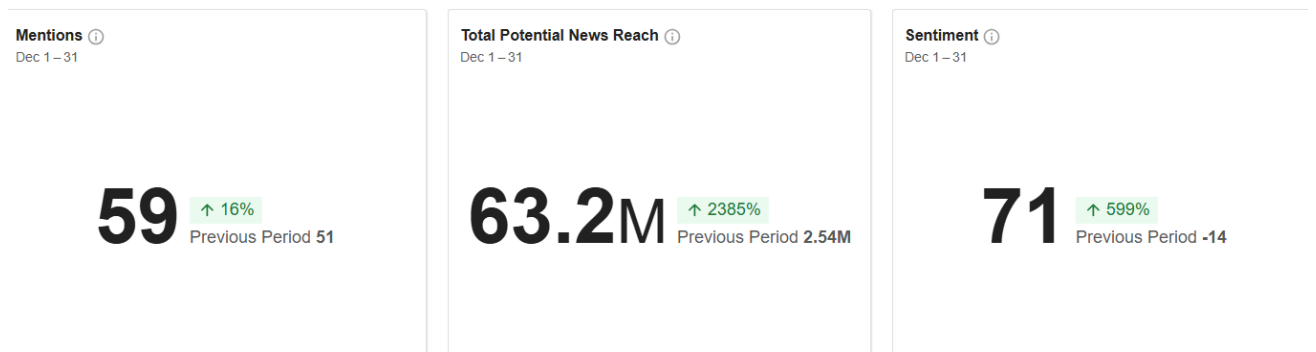 Mentions
Dec 1 – 31
59
↑ 16%
Previous Period 51
Total Potential News Reach
Dec 1 – 31
63.2M
↑ 2385%
Previous Period 2.54M
Sentiment
Dec 1 – 31
71
↑ 599%
Previous Period -14